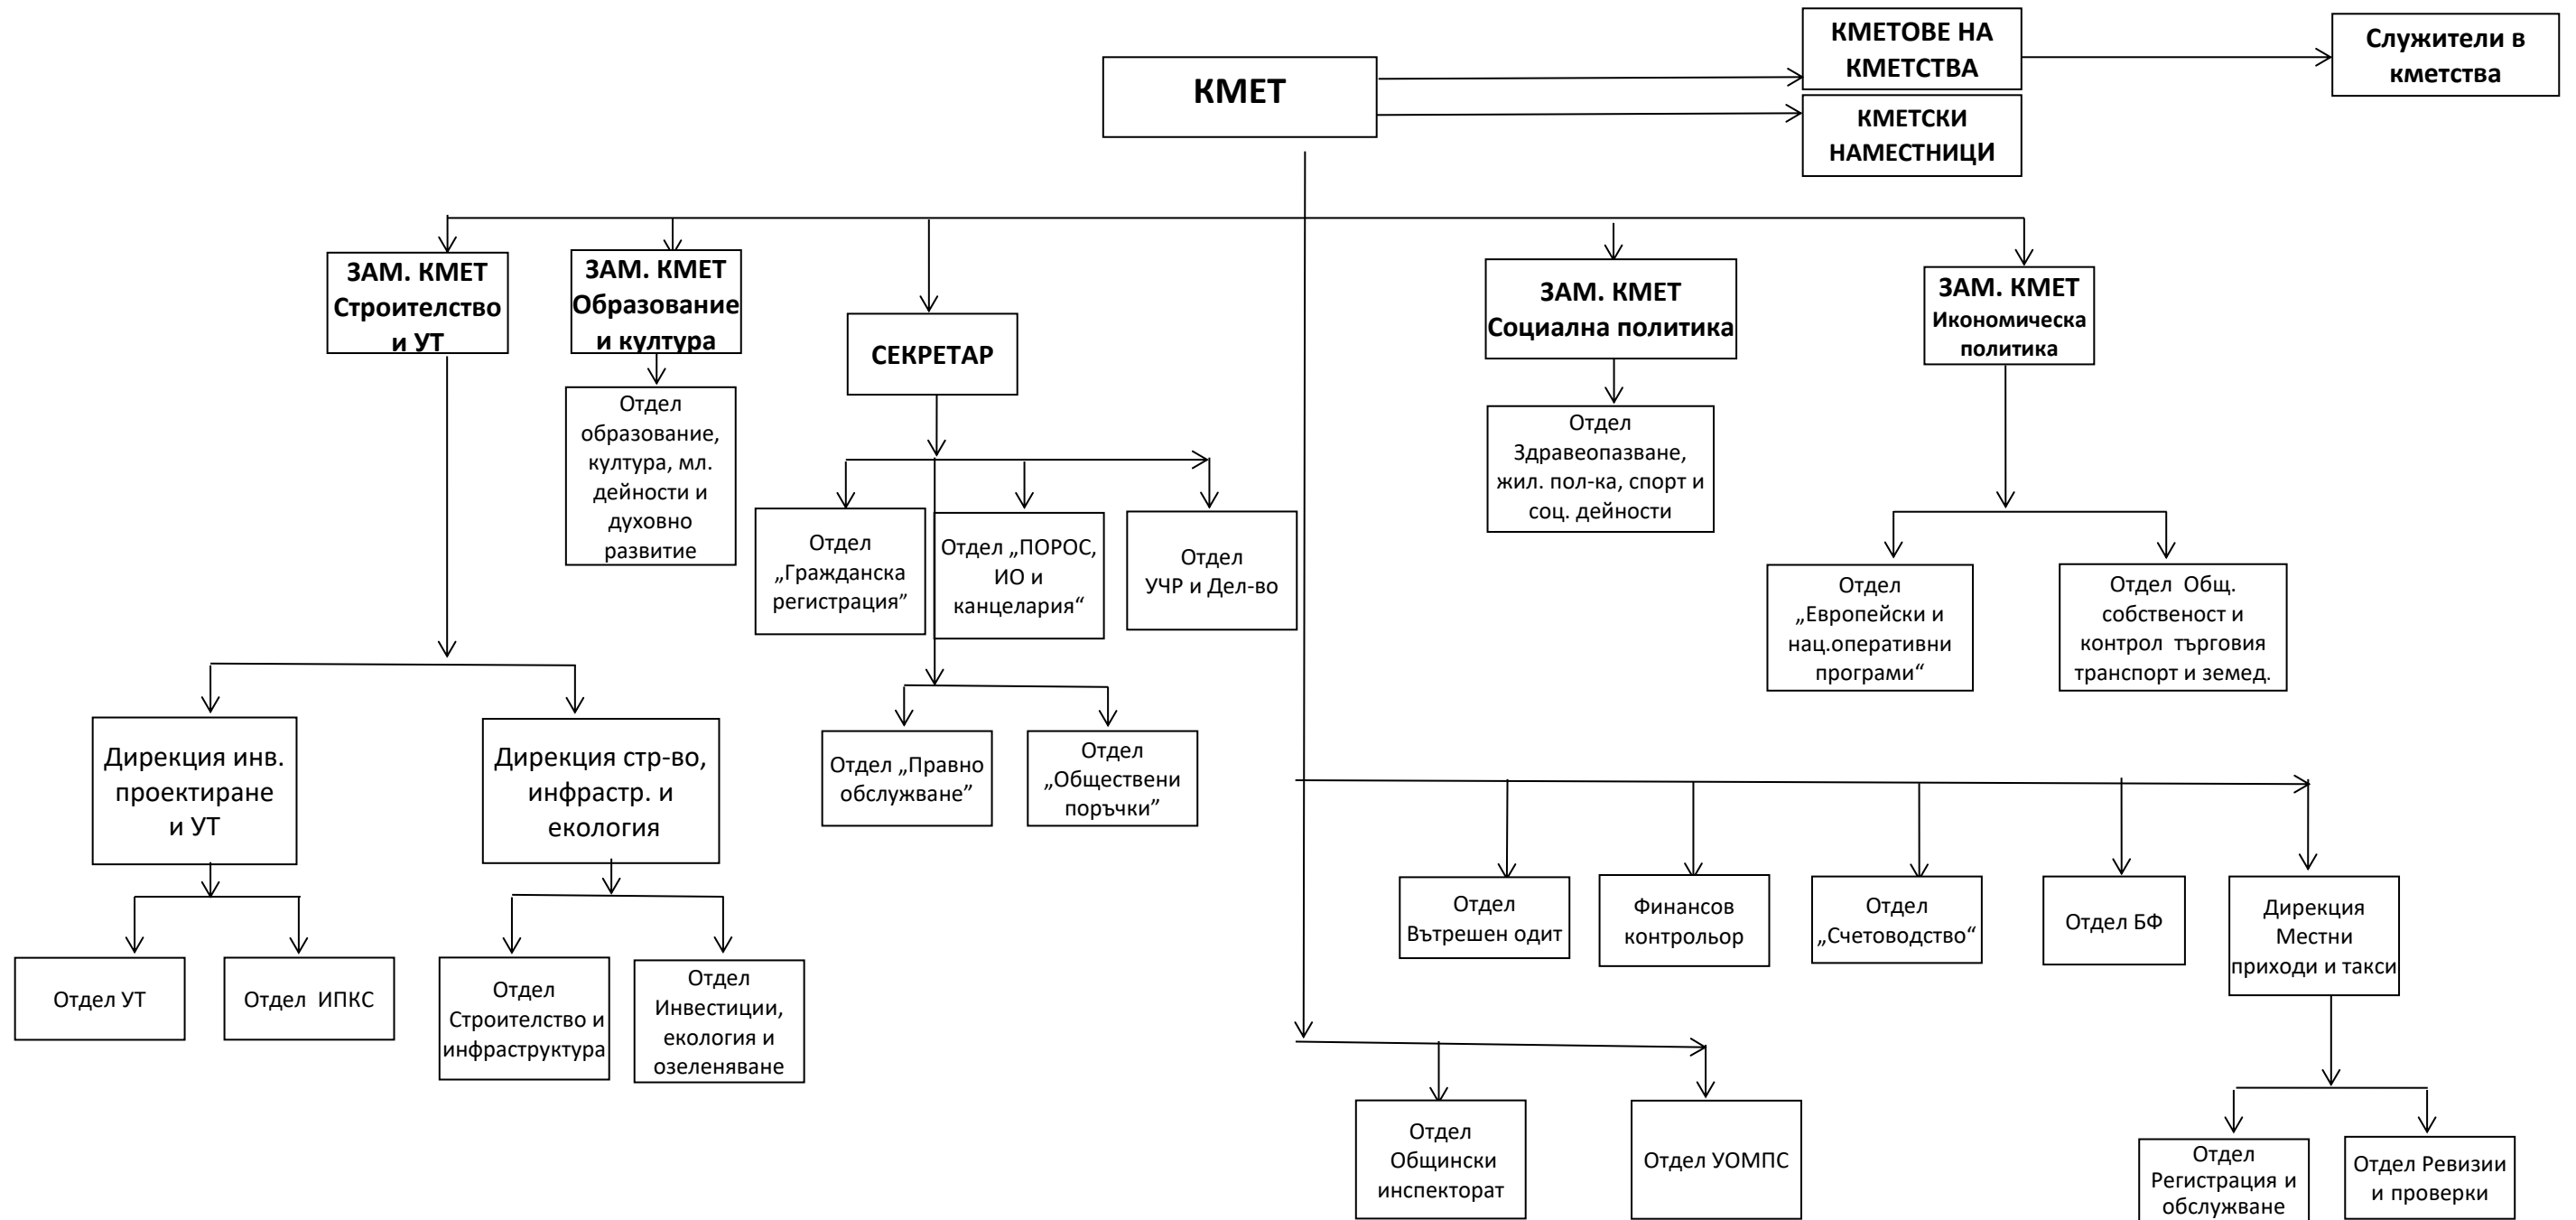 КМЕТ
КМЕТОВЕ НА
КМЕТСТВА
Служители в
кметства
КМЕТСКИ
НАМЕСТНИЦИ
ЗАМ. КМЕТ
Строителство
и УТ
ЗАМ. КМЕТ
Образование
и култура
СЕКРЕТАР
ЗАМ. КМЕТ
Социална политика
ЗАМ. КМЕТ
Икономическа
политика
Отдел
образование,
култура, мл.
дейности и
духовно
развитие
Отдел
„Гражданска
регистрация”
Отдел „ПОРОС,
ИО и
канцелария“
Отдел
УЧР и Дел-во
Отдел
Здравеопазване,
жил. пол-ка, спорт и
соц. дейности
Отдел
„Европейски и
нац.оперативни
програми“
Отдел Общ.
собственост и
контрол търговия
транспорт и земед.
Дирекция инв.
проектиране
и УТ
Дирекция стр-во,
инфрастр. и
екология
Отдел „Правно
обслужване”
Отдел
„Обществени
поръчки”
Отдел УТ
Отдел ИПКС
Отдел
Строителство и
инфраструктура
Отдел
Инвестиции,
екология и
озеленяване
Отдел
Вътрешен одит
Финансов
контрольор
Отдел
„Счетоводство“
Отдел БФ
Дирекция
Местни
приходи и такси
Отдел
Общински
инспекторат
Отдел УОМПС
Отдел
Регистрация и
обслужване
Отдел Ревизии
и проверки